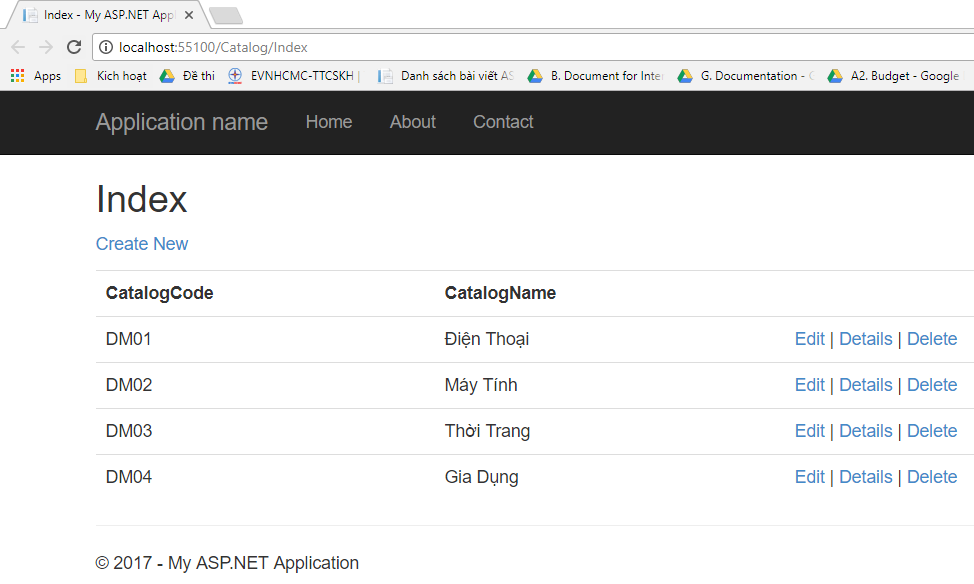 Index - My ASP.NET App
localhost:55100/Catalog/Index
Apps Kích hoạt Đề thi EVNHCMC-TTCSKH | Danh sách bài viết AS B. Document for Inter G. Documentation - A2. Budget - Google
Application name Home About Contact
Index
Create New
CatalogCode CatalogName
DM01 Điện Thoại Edit | Details | Delete
DM02 Máy Tính Edit | Details | Delete
DM03 Thời Trang Edit | Details | Delete
DM04 Gia Dụng Edit | Details | Delete
© 2017 - My ASP.NET Application